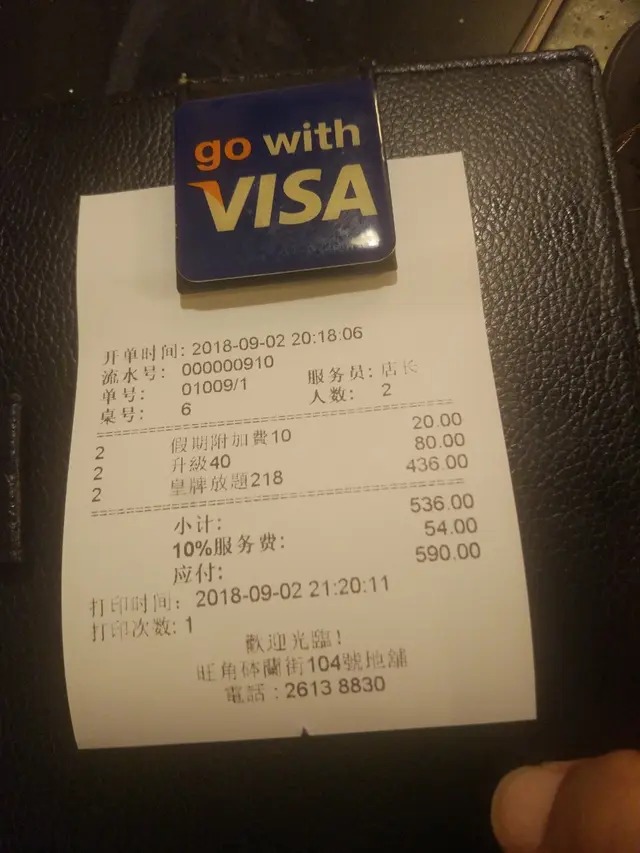 go with
VISA
开单时间: 2018-09-02 20:18:06
流水号: 000000910
单号: 01009/1 服务员: 店长
桌号: 6 人数: 2
2 假期附加費10 20.00
2 升級40 80.00
2 皇牌放題218 436.00
小计: 536.00
10%服务费: 54.00
应付: 590.00
打印时间: 2018-09-02 21:20:11
打印次数: 1
歡迎光臨!
旺角砵蘭街104號地舖
電話 : 2613 8830